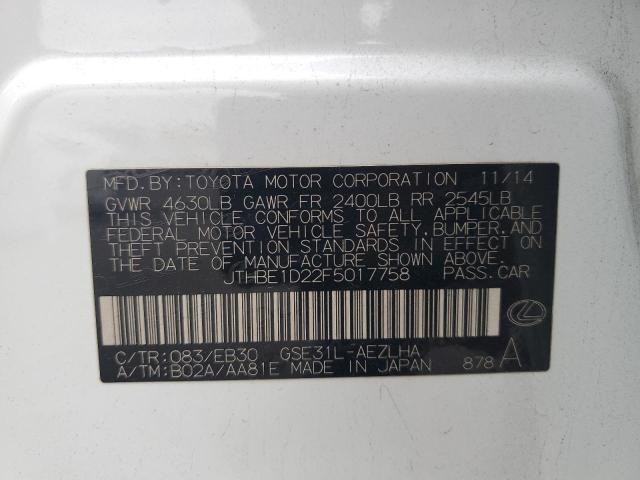 MFD. BY: TOYOTA MOTOR CORPORATION 11/14
GVWR 4630LB GAWR FR 2400LB RR 2545LB
THIS VEHICLE CONFORMS TO ALL APPLICABLE
FEDERAL MOTOR VEHICLE SAFETY, BUMPER, AND
THEFT PREVENTION STANDARDS IN EFFECT ON
THE DATE OF MANUFACTURE SHOWN ABOVE.
JTHBE1D22F5017758 PASS. CAR
C/TR: 083/EB30 GSE31L-AEZLHA
A/TM: B02A/AA81E MADE IN JAPAN 878 A